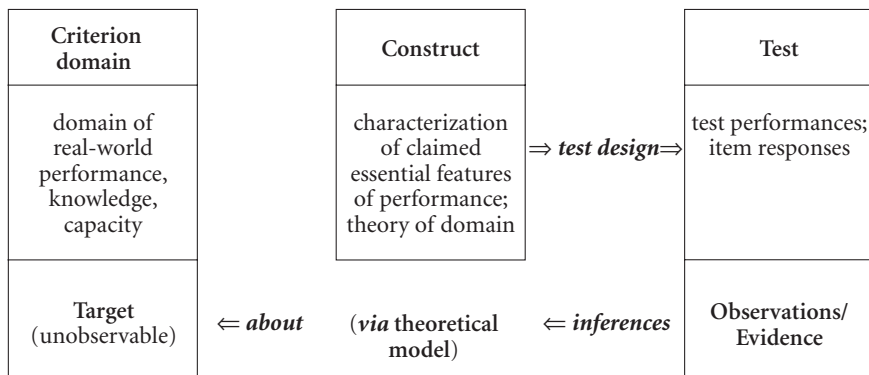 Criterion
domain
Construct
Test
domain of
real-world
performance,
knowledge,
capacity
characterization
of claimed
essential features
of performance;
theory of domain
⇒ test design⇒
test performances;
item responses
Target
(unobservable)
⇐ about
(via theoretical
model)
⇐ inferences
Observations/
Evidence